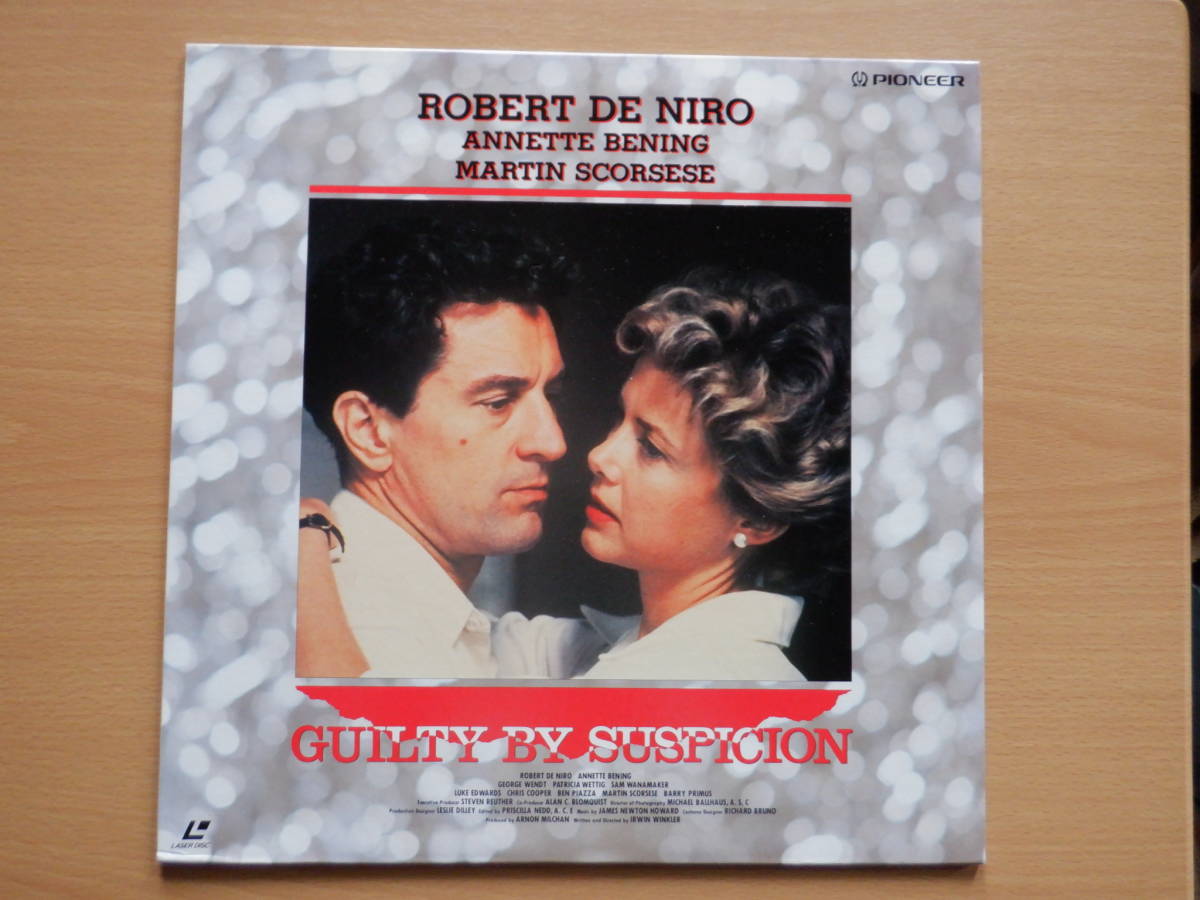 PIONEER
ROBERT DE NIRO
ANNETTE BENING
MARTIN SCORSESE
GUILTY BY SUSPICION
ROBERT DE NIRO ANNETTE BENING
GEORGE WENDT PATRICIA WETTIG SAM WANAMAKER
LUKE EDWARDS CHRIS COOPER BEN PIAZZA MARTIN SCORSESE BARRY PRIMUS
Executive Producer STEVEN REUTHER Co-Producer ALAN C. BLOMQUIST Director of Photography MICHAEL BALLHAUS, A. S, C
Production Designer LESLIE DILLEY Edited by PRISCILLA NEDD, A. C. E Music by JAMES NEWTON HOWARD Costume Designer RICHARD BRUNO
Produced by ARNON MILCHAN Written and Directed by IRWIN WINKLER
LASER DISC